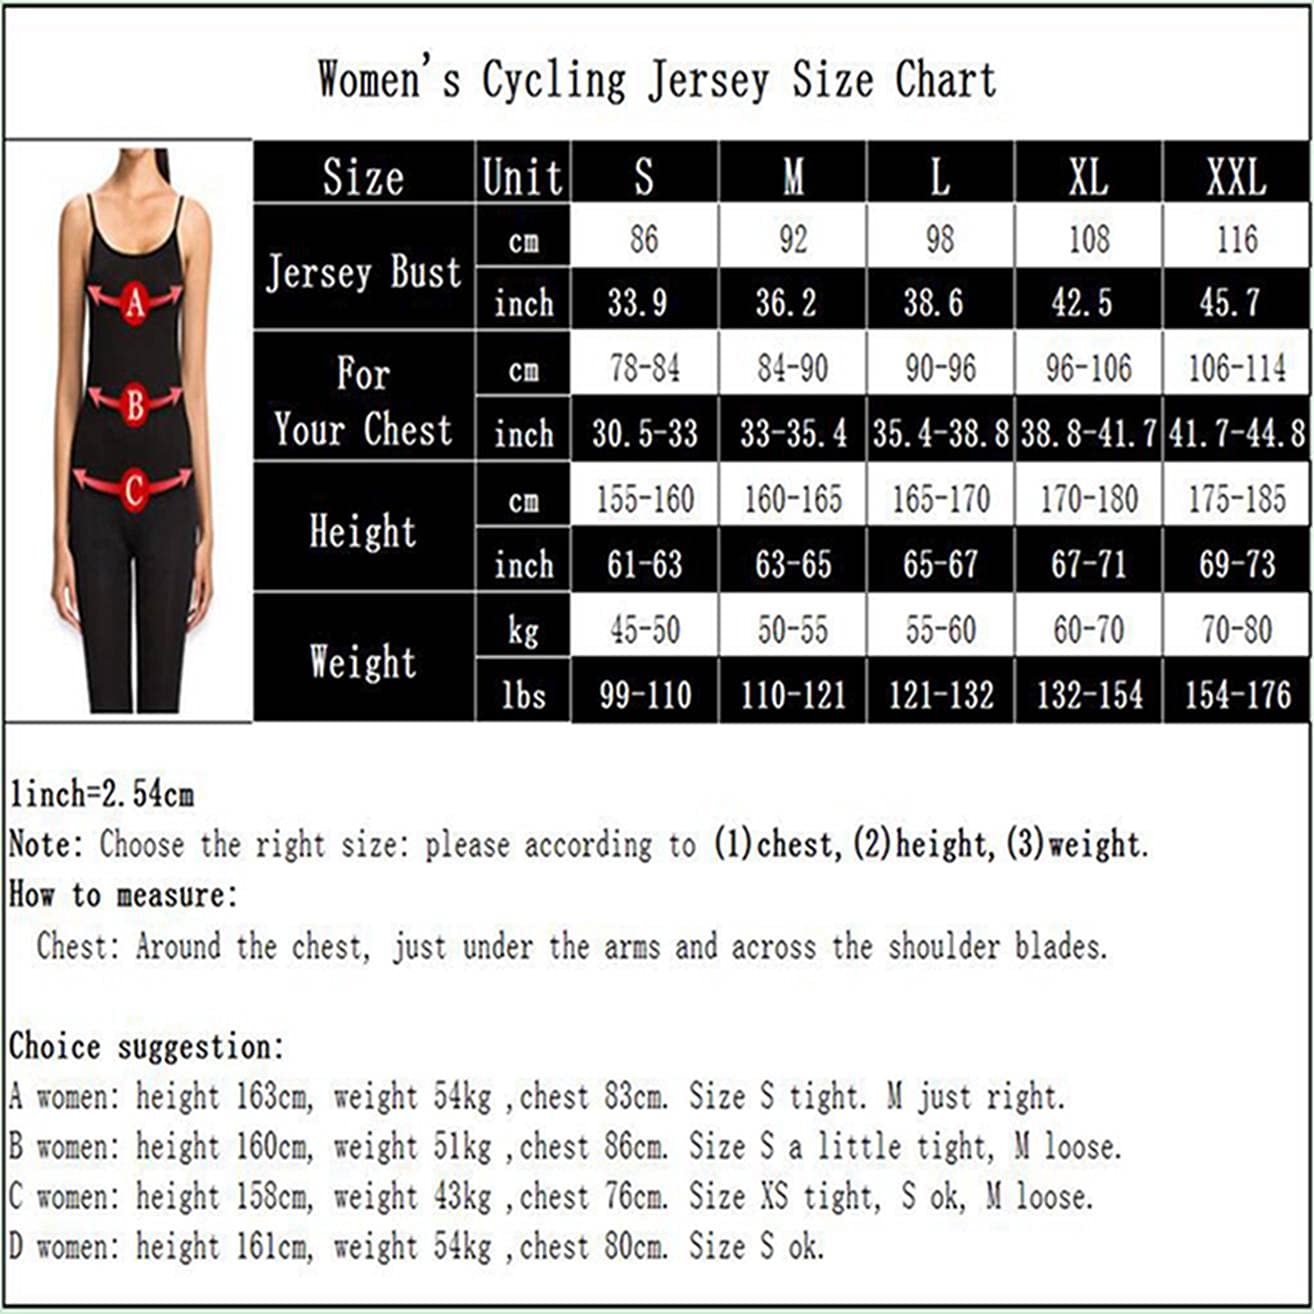 Women's Cycling Jersey Size Chart
Size Unit S M L XL XXL
Jersey Bust
cm 86 92 98 108 116
inch 33.9 36.2 38.6 42.5 45.7
For
Your Chest
cm 78-84 84-90 90-96 96-106 106-114
inch 30.5-33 33-35.4 35.4-38.8 38.8-41.7 41.7-44.8
Height
cm 155-160 160-165 165-170 170-180 175-185
inch 61-63 63-65 65-67 67-71 69-73
Weight
kg 45-50 50-55 55-60 60-70 70-80
lbs 99-110 110-121 121-132 132-154 154-176
A
B
C
1inch=2.54cm
Note: Choose the right size: please according to (1)chest,(2)height,(3)weight.
How to measure:
Chest: Around the chest, just under the arms and across the shoulder blades.
Choice suggestion:
A women: height 163cm, weight 54kg ,chest 83cm. Size S tight. M just right.
B women: height 160cm, weight 51kg ,chest 86cm. Size S a little tight, M loose.
C women: height 158cm, weight 43kg ,chest 76cm. Size XS tight, S ok, M loose.
D women: height 161cm, weight 54kg ,chest 80cm. Size S ok.